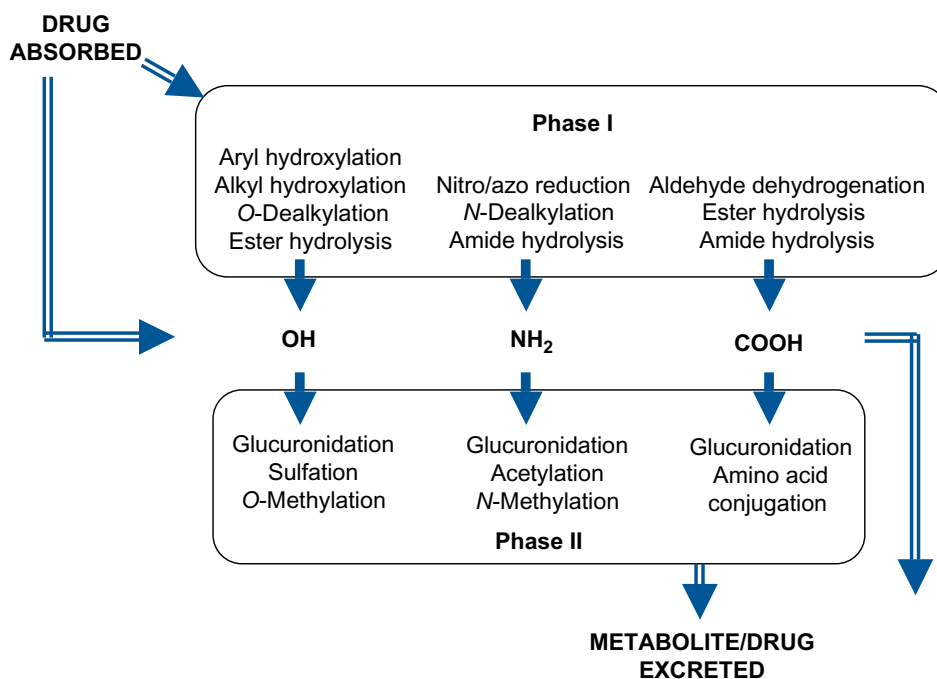 DRUG
ABSORBED
Phase I
Aryl hydroxylation
Alkyl hydroxylation
O-Dealkylation
Ester hydrolysis
Nitro/azo reduction
N-Dealkylation
Amide hydrolysis
Aldehyde dehydrogenation
Ester hydrolysis
Amide hydrolysis
OH
NH₂
COOH
Glucuronidation
Sulfation
O-Methylation
Glucuronidation
Acetylation
N-Methylation
Glucuronidation
Amino acid
conjugation
Phase II
METABOLITE/DRUG
EXCRETED